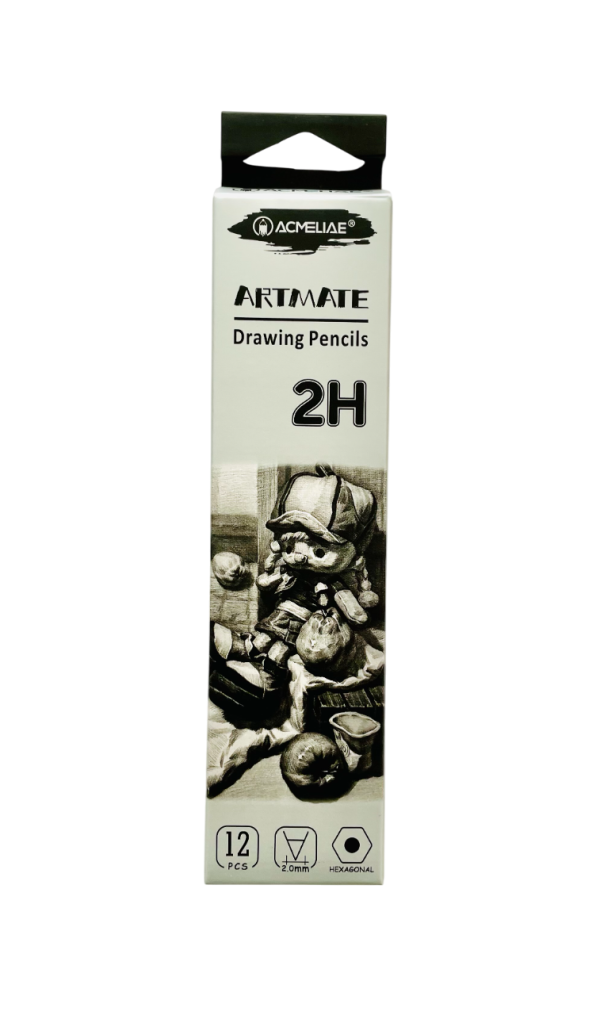 ACMELIAE®
ARTMATE
Drawing Pencils
2H
12
PCS
2.0mm
HEXAGONAL